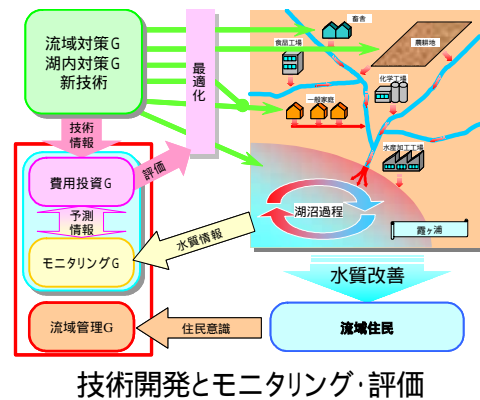 流域対策G
湖内対策G
新技術
最適化
畜舎
食品工場
農耕地
化学工場
一般家庭
水産加工工場
技術
情報
評価
費用投資G
予測
情報
モニタリングG
湖沼過程
霞ヶ浦
水質情報
水質改善
流域管理G
住民意識
流域住民
技術開発とモニタリング・評価